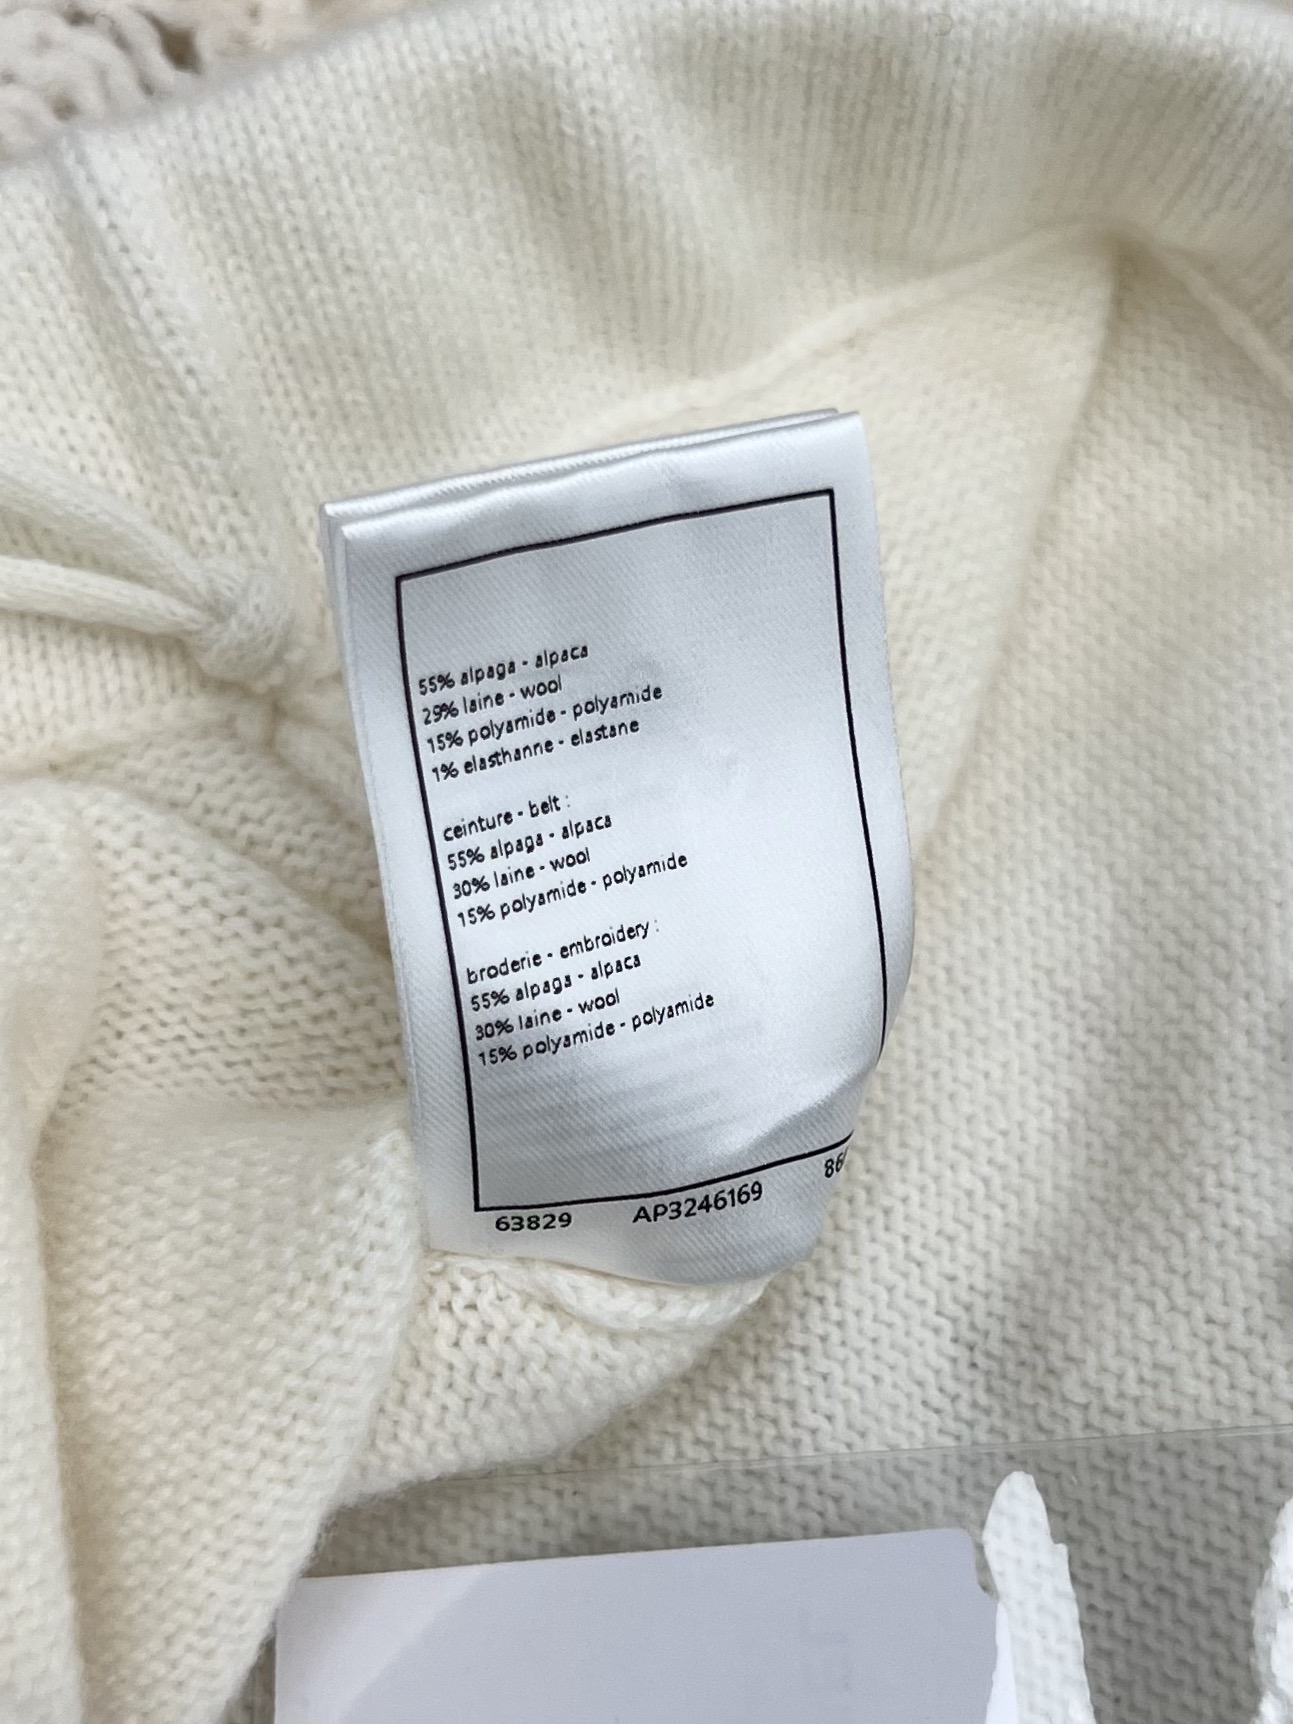 55% alpaga - alpaca
29% laine - wool
15% polyamide - polyamide
1% elasthanne - elastane
ceinture - belt :
55% alpaga - alpaca
30% laine - wool
15% polyamide - polyamide
broderie - embroidery :
55% alpaga - alpaca
30% laine - wool
15% polyamide - polyamide
63829 AP3246169